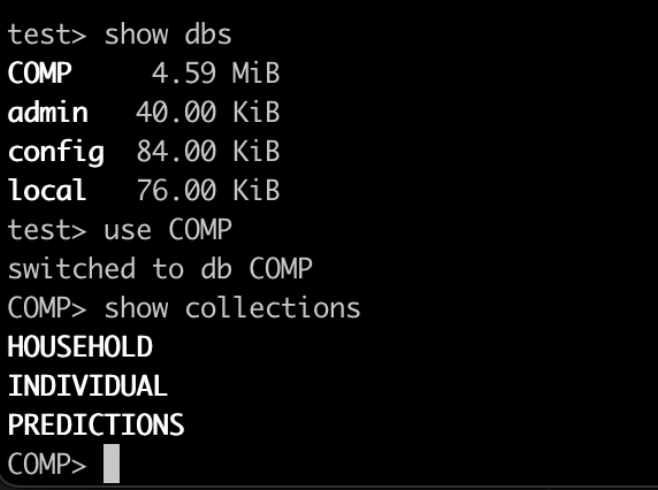 test> show dbs
COMP     4.59 MiB
admin   40.00 KiB
config  84.00 KiB
local   76.00 KiB
test> use COMP
switched to db COMP
COMP> show collections
HOUSEHOLD
INDIVIDUAL
PREDICTIONS
COMP>